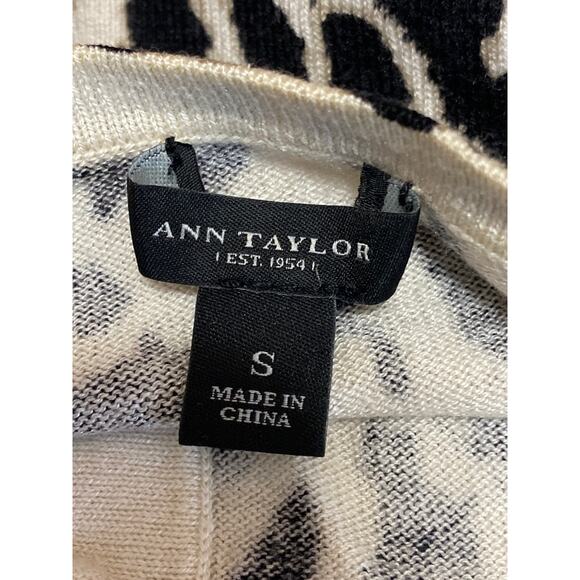 ANN TAYLOR
| EST. 1954 |
S
MADE IN
CHINA